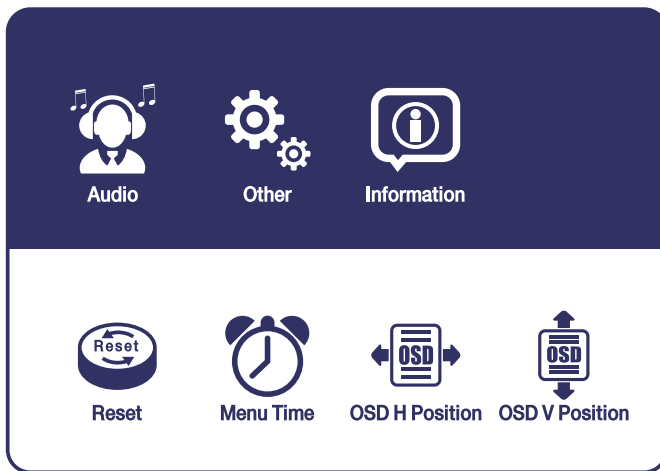 Audio
Other
Information
Reset
OSD
OSD
Reset
Menu Time
OSD H Position
OSD V Position